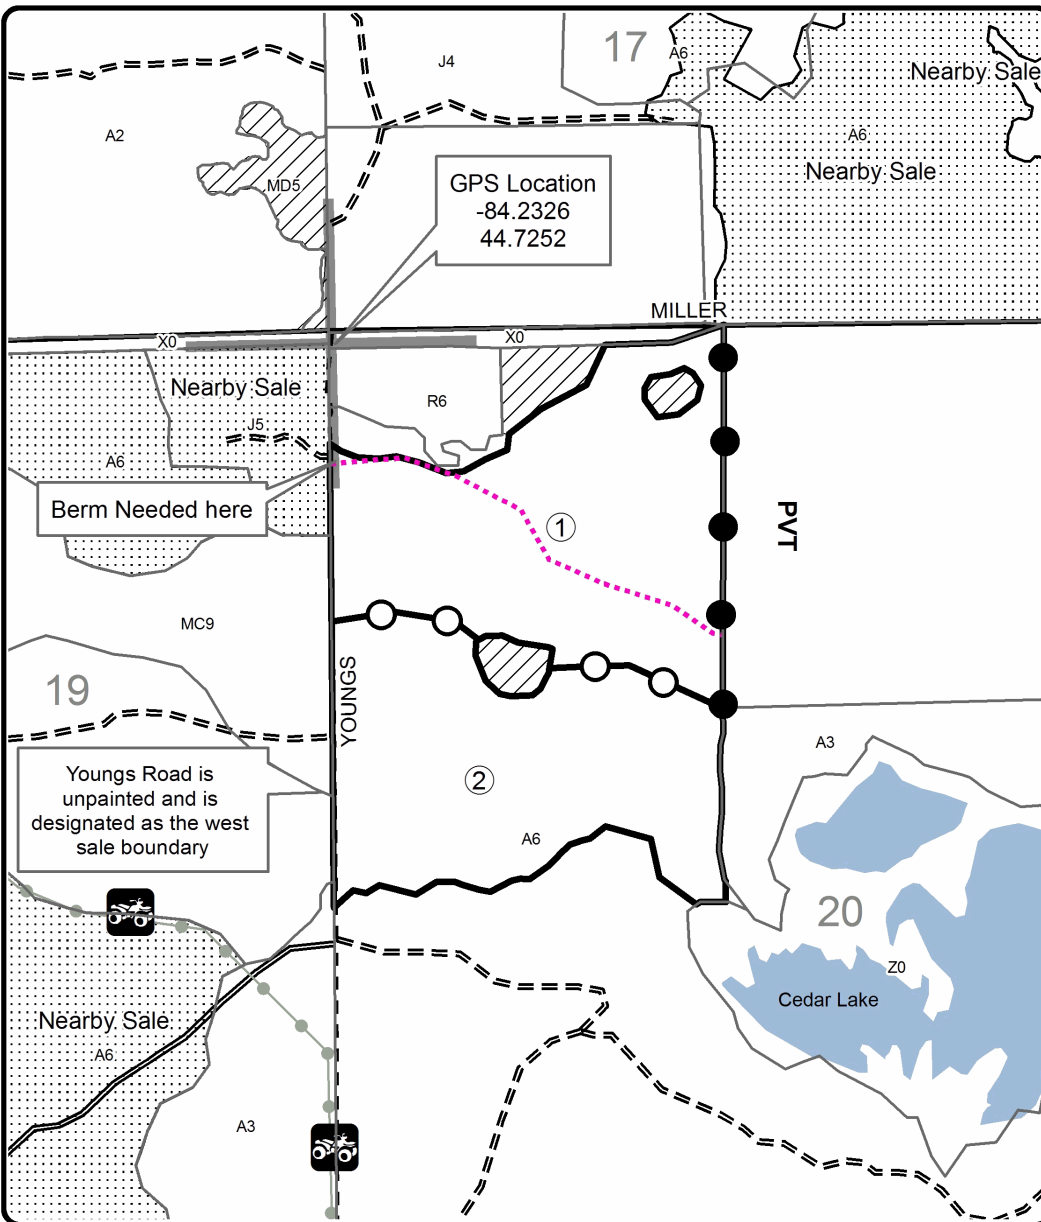 17
J4
A6
Nearby Sale
A2
A6
Nearby Sale
MD5
GPS Location
-84.2326
44.7252
MILLER
X0
X0
Nearby Sale
R6
J5
A6
Berm Needed here
1
PVT
MC9
19
YOUNGS
A3
Youngs Road is
unpainted and is
designated as the west
sale boundary
2
A6
20
Z0
Cedar Lake
Nearby Sale
A6
A3